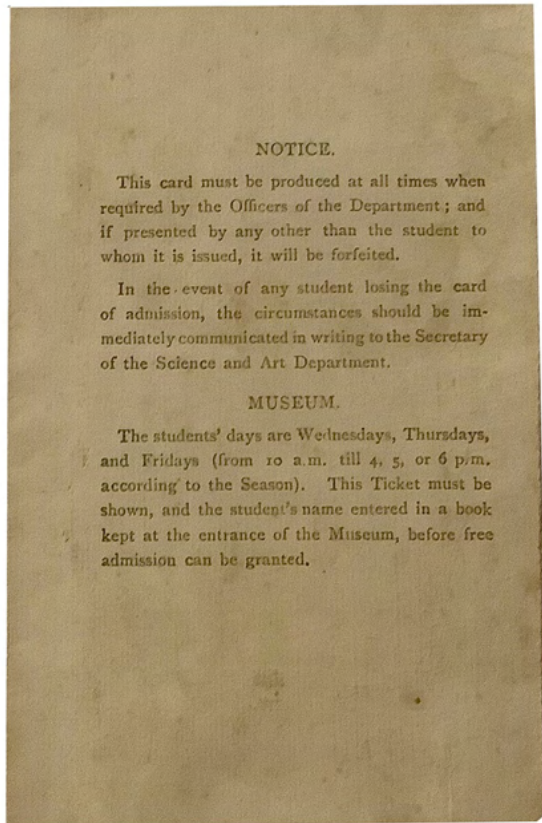 NOTICE.
This card must be produced at all times when
required by the Officers of the Department; and
if presented by any other than the student to
whom it is issued, it will be forfeited.
In the event of any student losing the card
of admission, the circumstances should be im-
mediately communicated in writing to the Secretary
of the Science and Art Department.
MUSEUM.
The students' days are Wednesdays, Thursdays,
and Fridays (from 10 a.m. till 4, 5, or 6 p.m.
according to the Season). This Ticket must be
shown, and the student's name entered in a book
kept at the entrance of the Museum, before free
admission can be granted.